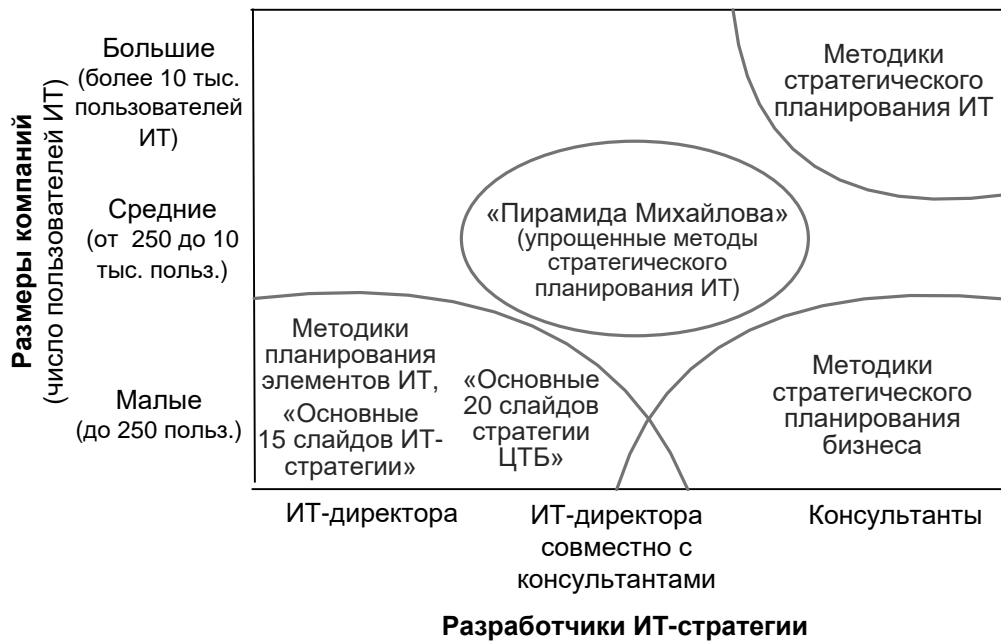 Размеры компаний
(число пользователей ИТ)
Большие
(более 10 тыс.
пользователей
ИТ)
Средние
(от 250 до 10
тыс. польз.)
Малые
(до 250 польз.)
Методики
стратегического
планирования ИТ
«Пирамида Михайлова»
(упрощенные методы
стратегического
планирования ИТ)
Методики
планирования
элементов ИТ,
«Основные
15 слайдов ИТ-
стратегии»
«Основные
20 слайдов
стратегии
ЦТБ»
Методики
стратегического
планирования
бизнеса
ИТ-директора
ИТ-директора
совместно с
консультантами
Консультанты
Разработчики ИТ-стратегии